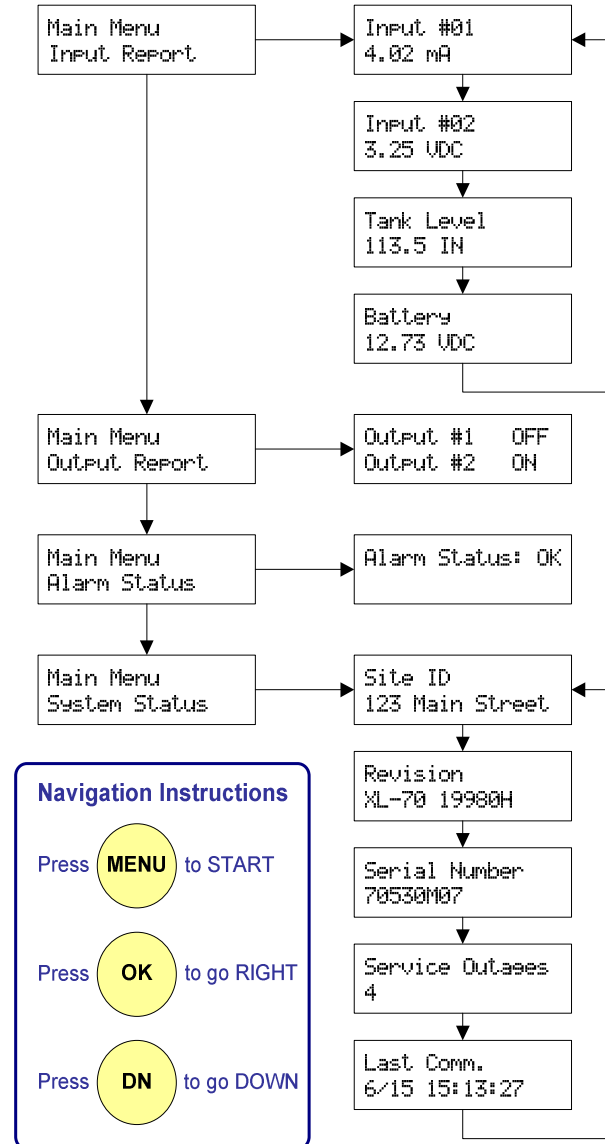 Main Menu
Input Report
Input #01
4.02 mA
Input #02
3.25 VDC
Tank Level
113.5 IN
Battery
12.73 VDC
Main Menu
Output Report
Output #1 OFF
Output #2 ON
Main Menu
Alarm Status
Alarm Status: OK
Main Menu
System Status
Site ID
123 Main Street
Revision
XL-70 19980H
Serial Number
70530M07
Service Outages
4
Last Comm.
6/15 15:13:27
Navigation Instructions
Press MENU to START
Press OK to go RIGHT
Press DN to go DOWN